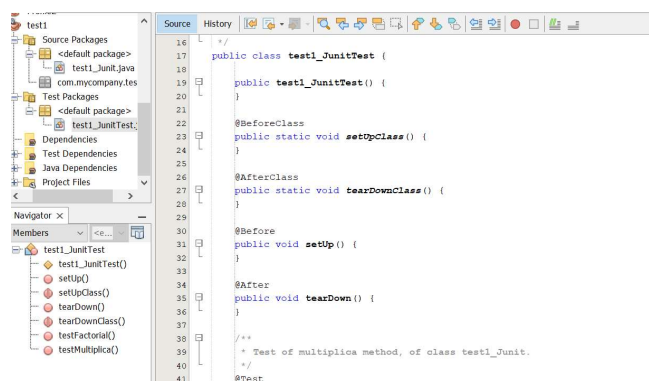 test1
Source Packages
<default package>
test1_Junit.java
com.mycompany.tes
Test Packages
<default package>
test1_JunitTest.
Dependencies
Test Dependencies
Java Dependencies
Project Files
Navigator
Members
<e...
test1_JunitTest
test1_JunitTest()
setUp()
setUpClass()
tearDown()
tearDownClass()
testFactorial()
testMultiplica()
Source History
16 */
17 public class test1_JunitTest {
18
19 public test1_JunitTest() {
20 }
21
22 @BeforeClass
23 public static void setUpClass() {
24 }
25
26 @AfterClass
27 public static void tearDownClass() {
28 }
29
30 @Before
31 public void setUp() {
32 }
33
34 @After
35 public void tearDown() {
36 }
37
38 /**
39 * Test of multiplica method, of class test1_Junit.
40 */
41 @Test